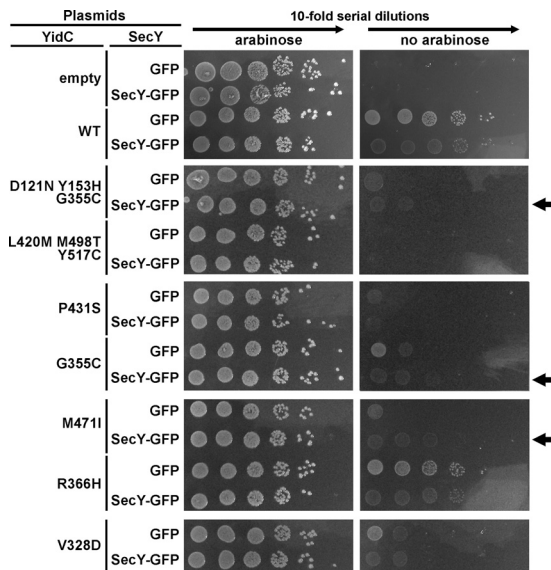 Plasmids
10-fold serial dilutions
YidC
SecY
arabinose
no arabinose
empty
GFP
SecY-GFP
WT
GFP
SecY-GFP
D121N Y153H
G355C
GFP
SecY-GFP
L420M M498T
Y517C
GFP
SecY-GFP
P431S
GFP
SecY-GFP
G355C
GFP
SecY-GFP
M471I
GFP
SecY-GFP
R366H
GFP
SecY-GFP
V328D
GFP
SecY-GFP